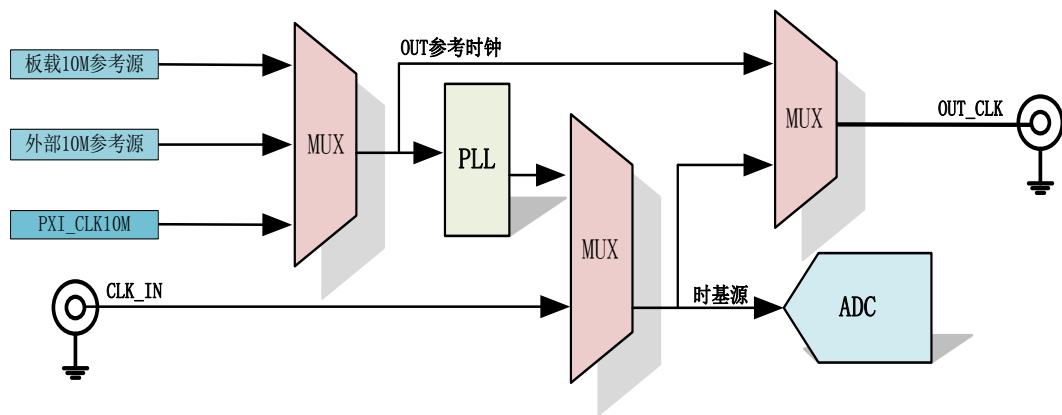 板载10M参考源
OUT参考时钟
外部10M参考源
MUX
PLL
MUX
OUT_CLK
PXI_CLK10M
MUX
CLK_IN
时基源
ADC